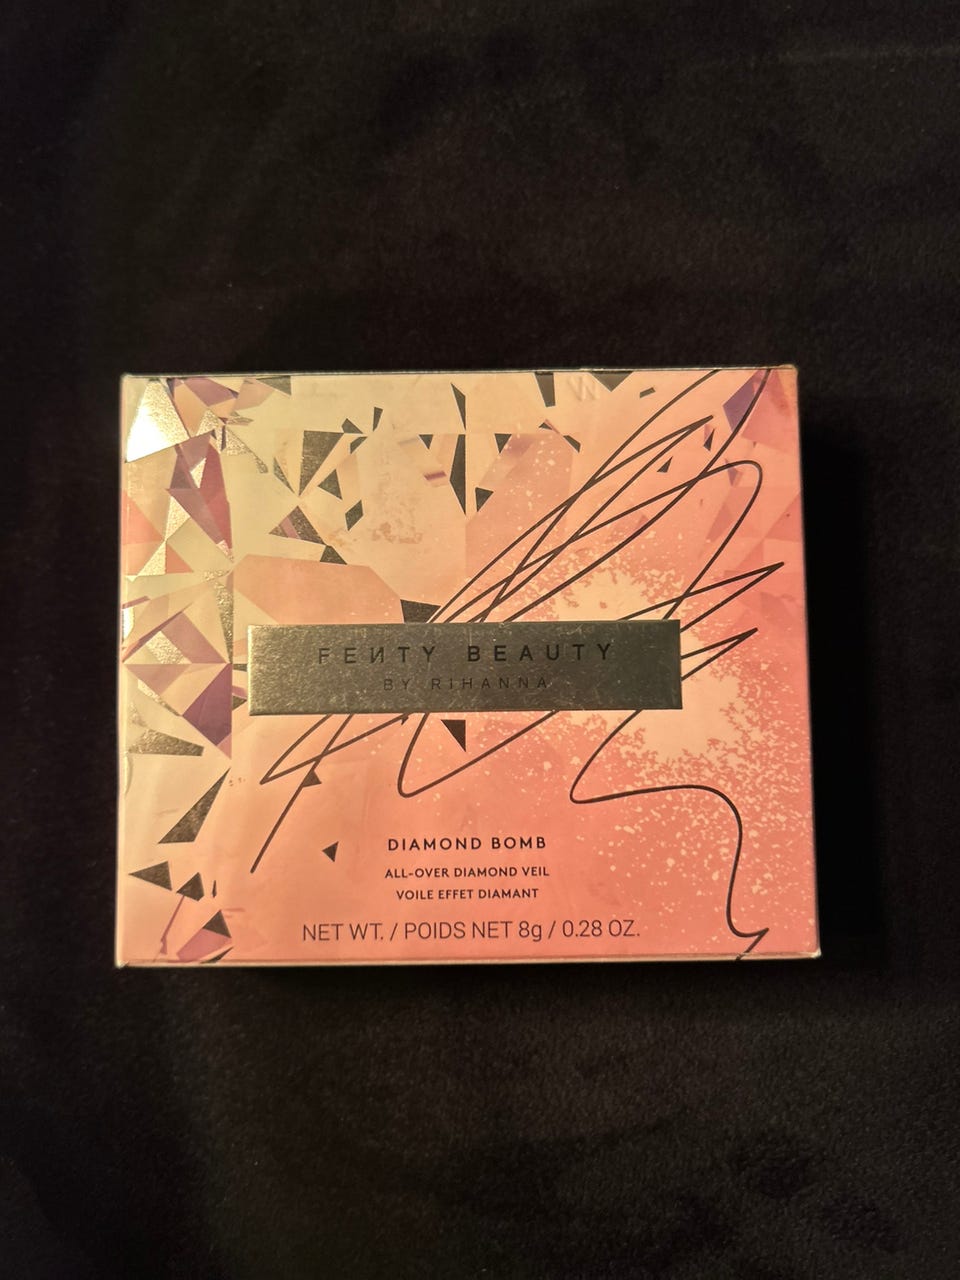 FEИTY BEAUTY
BY RIHANNA
DIAMOND BOMB
ALL-OVER DIAMOND VEIL
VOILE EFFET DIAMANT
NET WT. / POIDS NET 8g / 0.28 OZ.